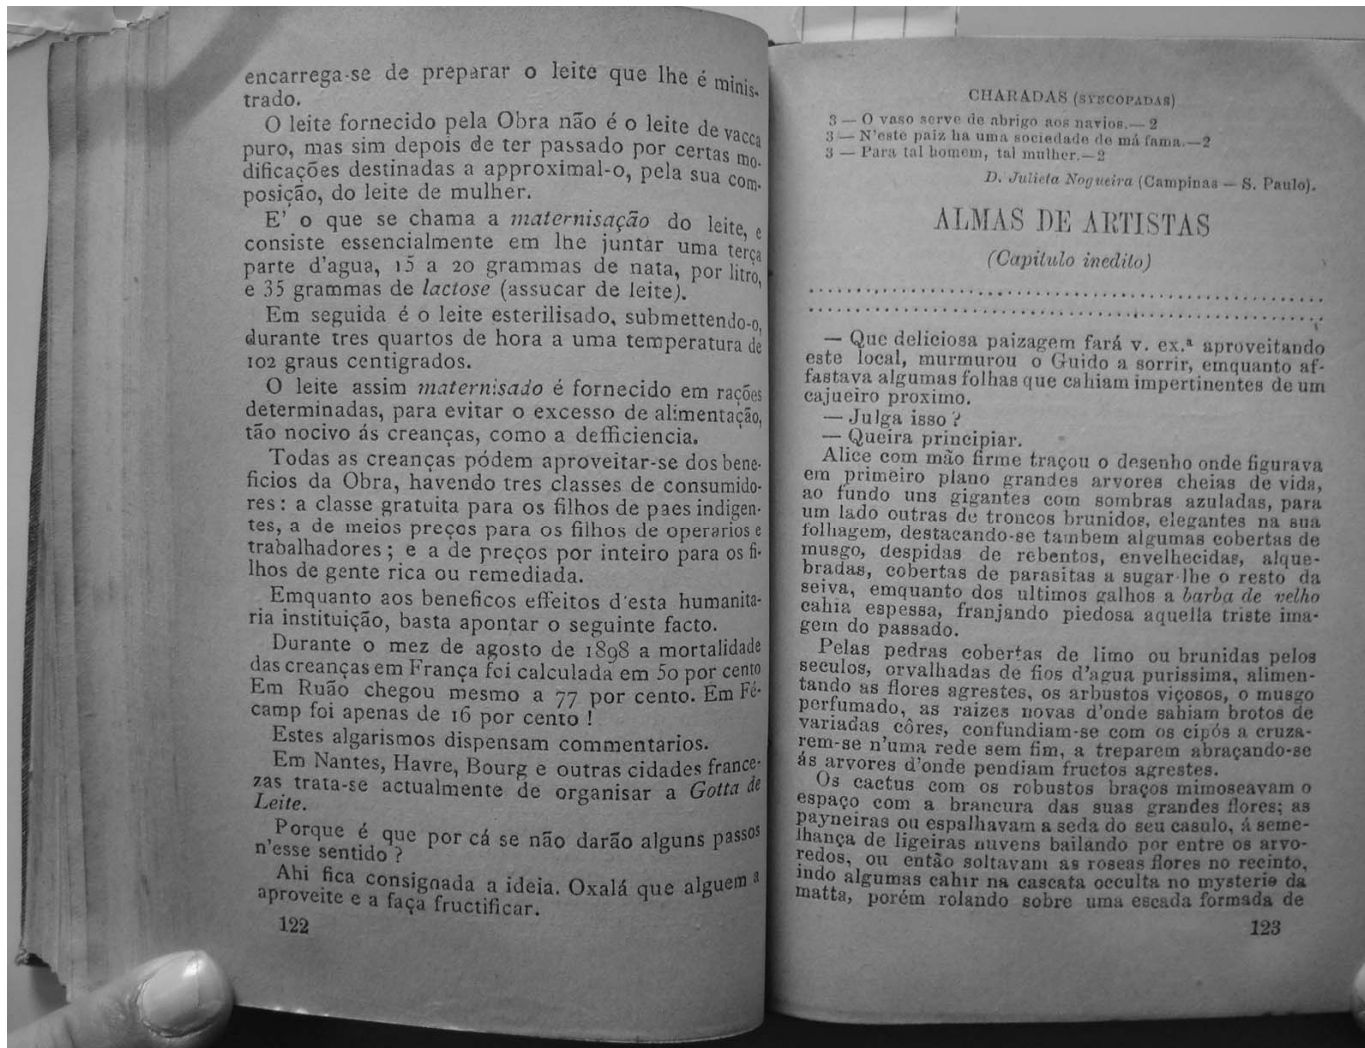 encarrega-se de preparar o leite que lhe é minis-
trado.
O leite fornecido pela Obra não é o leite de vacca
puro, mas sim depois de ter passado por certas mo-
dificações destinadas a approximal-o, pela sua com-
posição, do leite de mulher.
E' o que se chama a maternisação do leite, e
consiste essencialmente em lhe juntar uma terça
parte d'agua, 15 a 20 grammas de nata, por litro,
e 35 grammas de lactose (assucar de leite).
Em seguida é o leite esterilisado, submettendo-o,
durante tres quartos de hora a uma temperatura de
102 graus centigrados.
O leite assim maternisado é fornecido em rações
determinadas, para evitar o excesso de alimentação,
tão nocivo ás creanças, como a defficiencia.
Todas as creanças pódem aproveitar-se dos bene-
ficios da Obra, havendo tres classes de consumido-
res: a classe gratuita para os filhos de paes indigen-
tes, a de meios preços para os filhos de operarios e
trabalhadores; e a de preços por inteiro para os fi-
lhos de gente rica ou remediada.
Emquanto aos beneficos effeitos d'esta humanita-
ria instituição, basta apontar o seguinte facto.
Durante o mez de agosto de 1898 a mortalidade
das creanças em França foi calculada em 50 por cento
Em Ruão chegou mesmo a 77 por cento. Em Fé-
camp foi apenas de 16 por cento!
Estes algarismos dispensam commentarios.
Em Nantes, Havre, Bourg e outras cidades france-
zas trata-se actualmente de organisar a Gotta de
Leite.
Porque é que por cá se não darão alguns passos
n'esse sentido?
Ahi fica consignada a ideia. Oxalá que alguem a
aproveite e a faça fructificar.
122
CHARADAS (SYNCOPADAS)
3 — O vaso serve de abrigo aos navios.—2
3 — N'este paiz ha uma sociedade de má fama.—2
3 — Para tal homem, tal mulher.—2
D. Julieta Nogueira (Campinas — S. Paulo).
ALMAS DE ARTISTAS
(Capitulo inedito)
— Que deliciosa paizagem fará v. ex.ª aproveitando
este local, murmurou o Guido a sorrir, emquanto af-
fastava algumas folhas que cahiam impertinentes de um
cajueiro proximo.
— Julga isso?
— Queira principiar.
Alice com mão firme traçou o desenho onde figurava
em primeiro plano grandes arvores cheias de vida,
ao fundo uns gigantes com sombras azuladas, para
um lado outras de troncos brunidos, elegantes na sua
folhagem, destacando-se tambem algumas cobertas de
musgo, despidas de rebentos, envelhecidas, alque-
bradas, cobertas de parasitas a sugar-lhe o resto da
seiva, emquanto dos ultimos galhos a barba de velho
cahia espessa, franjando piedosa aquella triste ima-
gem do passado.
Pelas pedras cobertas de limo ou brunidas pelos
seculos, orvalhadas de fios d'agua purissima, alimen-
tando as flores agrestes, os arbustos viçosos, o musgo
perfumado, as raizes novas d'onde sahiam brotos de
variadas côres, confundiam-se com os cipós a cruza-
rem-se n'uma rede sem fim, a treparem abraçando-se
ás arvores d'onde pendiam fructos agrestes.
Os cactus com os robustos braços mimoseavam o
espaço com a brancura das suas grandes flores; as
payneiras ou espalhavam a seda do seu casulo, á seme-
lhança de ligeiras nuvens bailando por entre os arvo-
redos, ou então soltavam as roseas flores no recinto,
indo algumas cahir na cascata occulta no mysterio da
matta, porém rolando sobre uma escada formada de
123